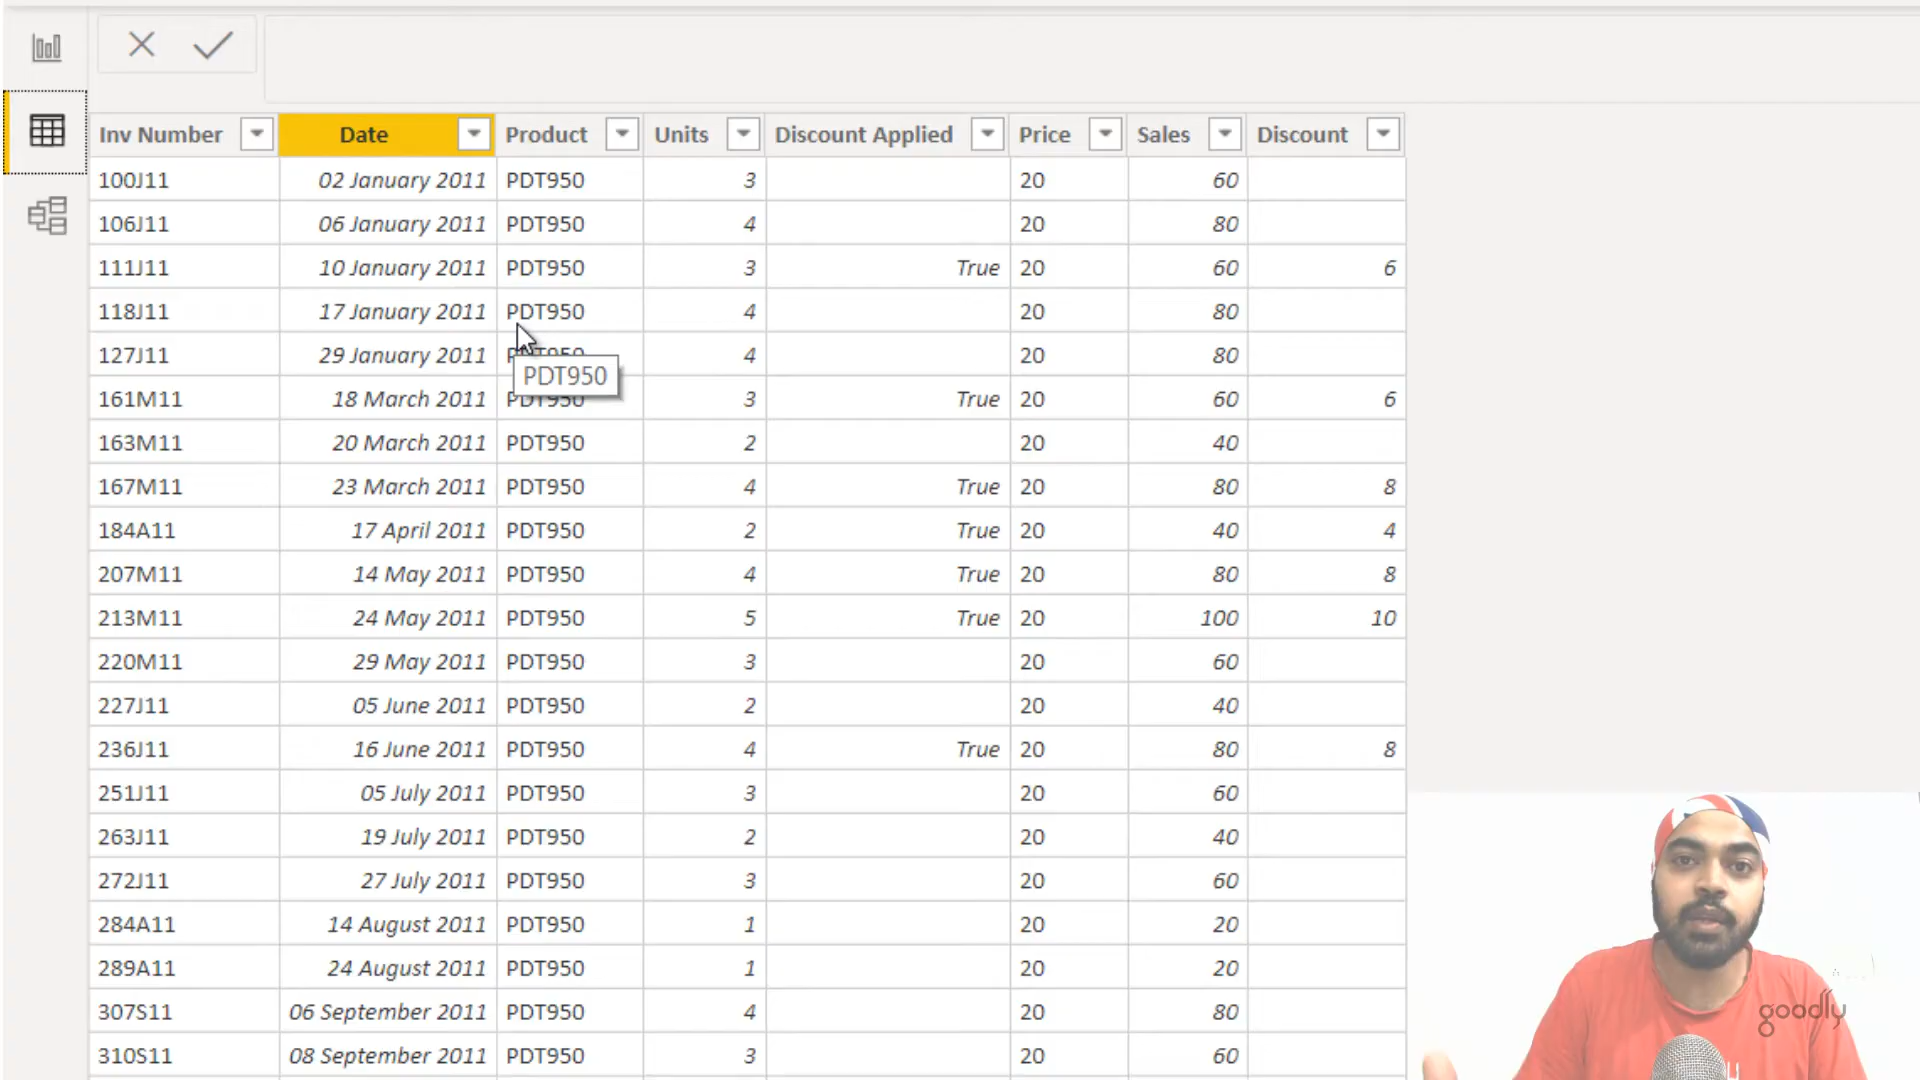 Inv Number Date Product Units Discount Applied Price Sales Discount
100J11 02 January 2011 PDT950 3 20 60
106J11 06 January 2011 PDT950 4 20 80
111J11 10 January 2011 PDT950 3 True 20 60 6
118J11 17 January 2011 PDT950 4 20 80
127J11 29 January 2011 PDT950 4 20 80
PDT950
161M11 18 March 2011 PDT950 3 True 20 60 6
163M11 20 March 2011 PDT950 2 20 40
167M11 23 March 2011 PDT950 4 True 20 80 8
184A11 17 April 2011 PDT950 2 True 20 40 4
207M11 14 May 2011 PDT950 4 True 20 80 8
213M11 24 May 2011 PDT950 5 True 20 100 10
220M11 29 May 2011 PDT950 3 20 60
227J11 05 June 2011 PDT950 2 20 40
236J11 16 June 2011 PDT950 4 True 20 80 8
251J11 05 July 2011 PDT950 3 20 60
263J11 19 July 2011 PDT950 2 20 40
272J11 27 July 2011 PDT950 3 20 60
284A11 14 August 2011 PDT950 1 20 20
289A11 24 August 2011 PDT950 1 20 20
307S11 06 September 2011 PDT950 4 20 80
310S11 08 September 2011 PDT950 3 20 60
goodly